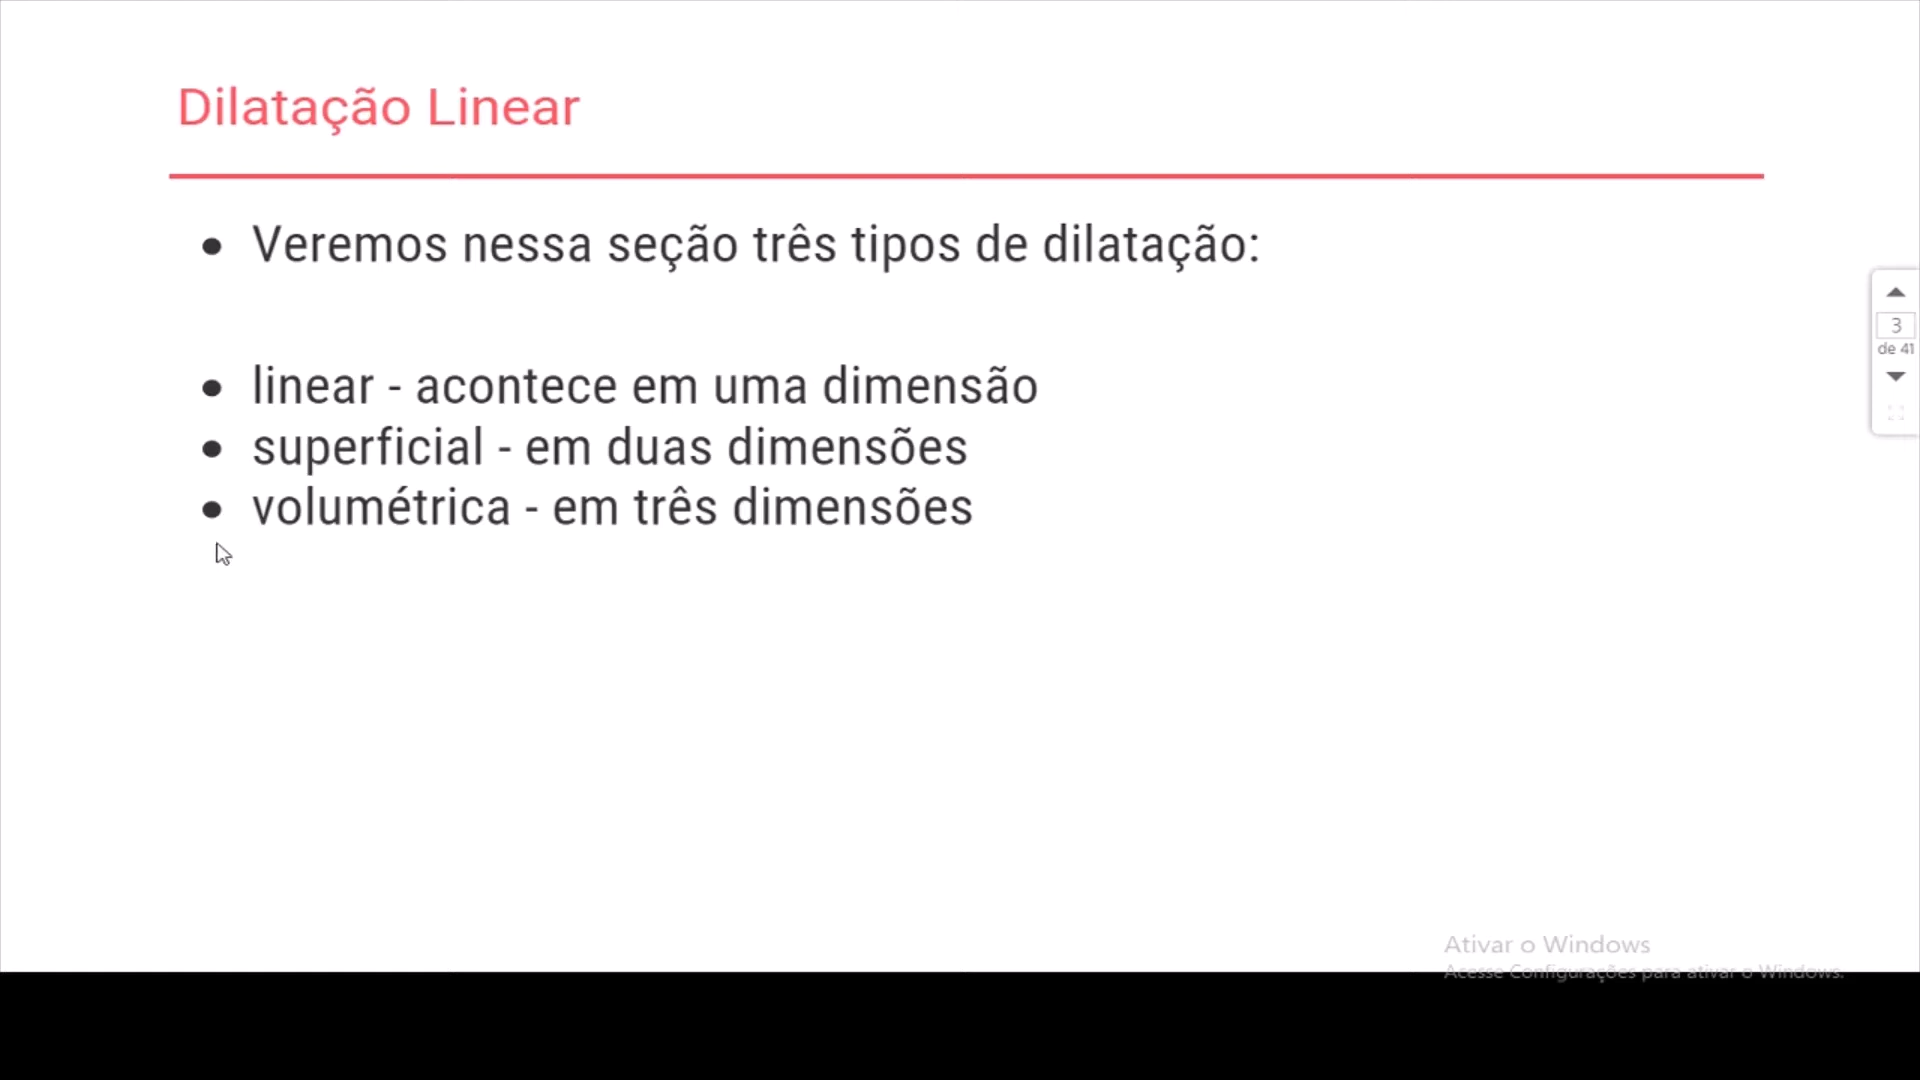 Dilatação Linear
• Veremos nessa seção três tipos de dilatação:
• linear - acontece em uma dimensão
• superficial - em duas dimensões
• volumétrica - em três dimensões
3
de 41
Ativar o Windows
Acesse Configurações para ativar o Windows.